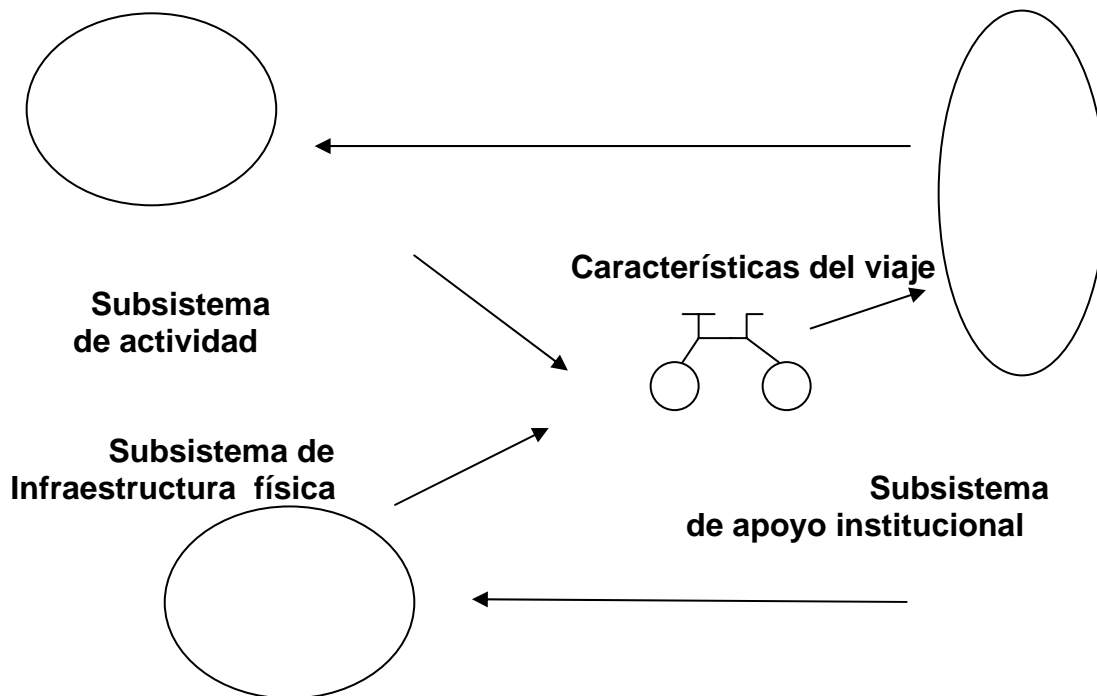 Características del viaje
Subsistema
de actividad
Subsistema de
Infraestructura física
Subsistema
de apoyo institucional